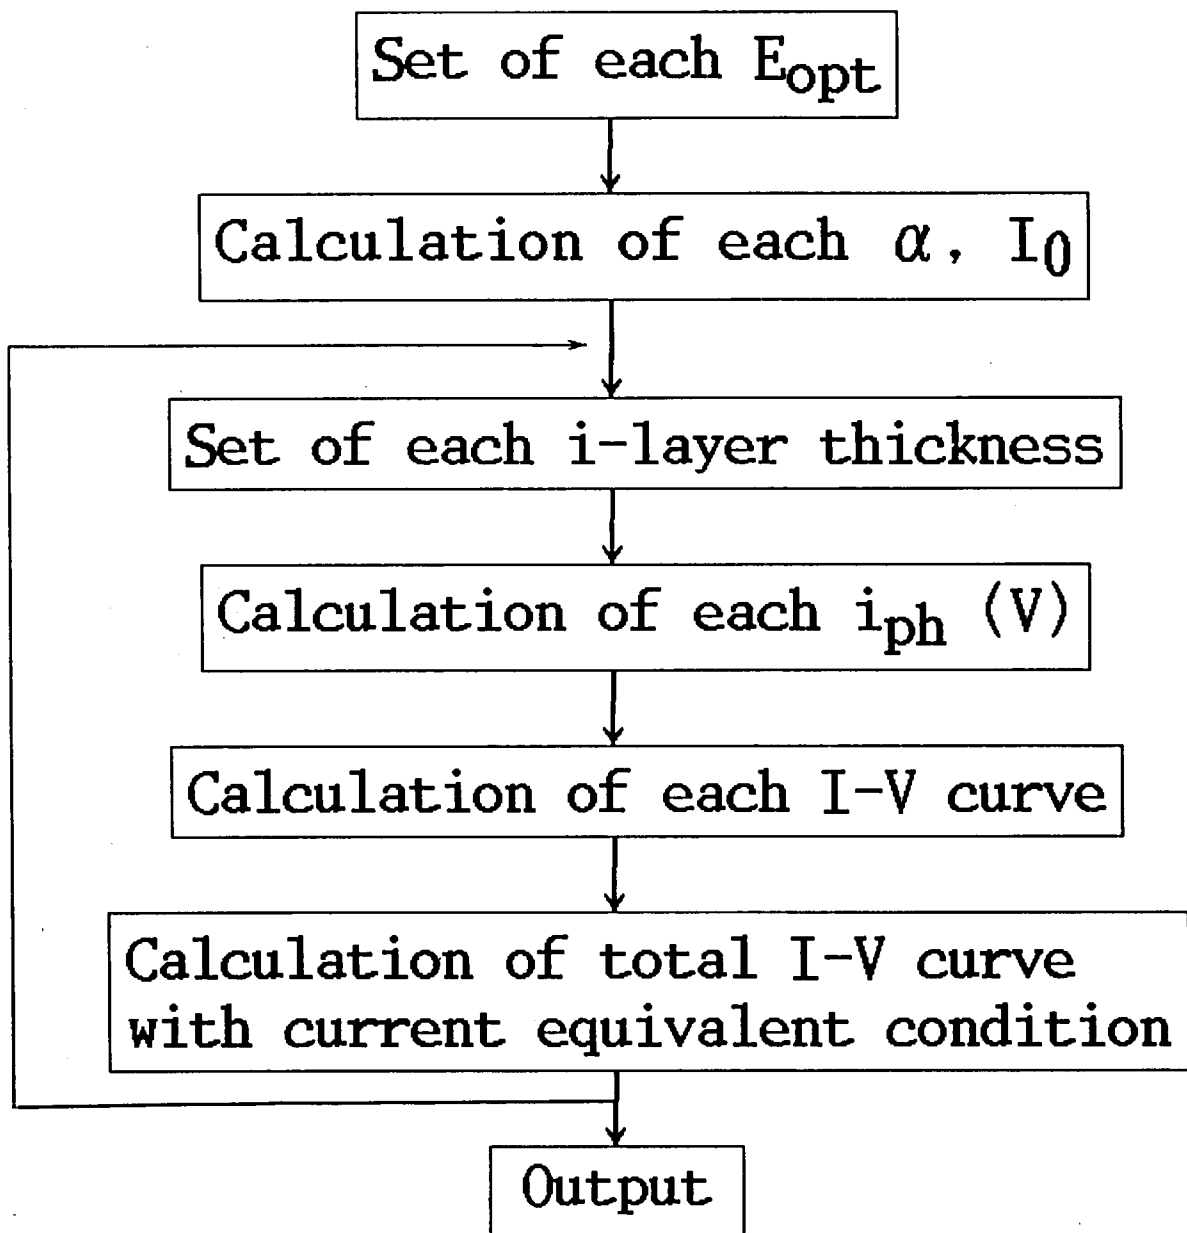 Set of each Eopt
Calculation of each α, I0
Set of each i-layer thickness
Calculation of each iph (V)
Calculation of each I-V curve
Calculation of total I-V curve
with current equivalent condition
Output